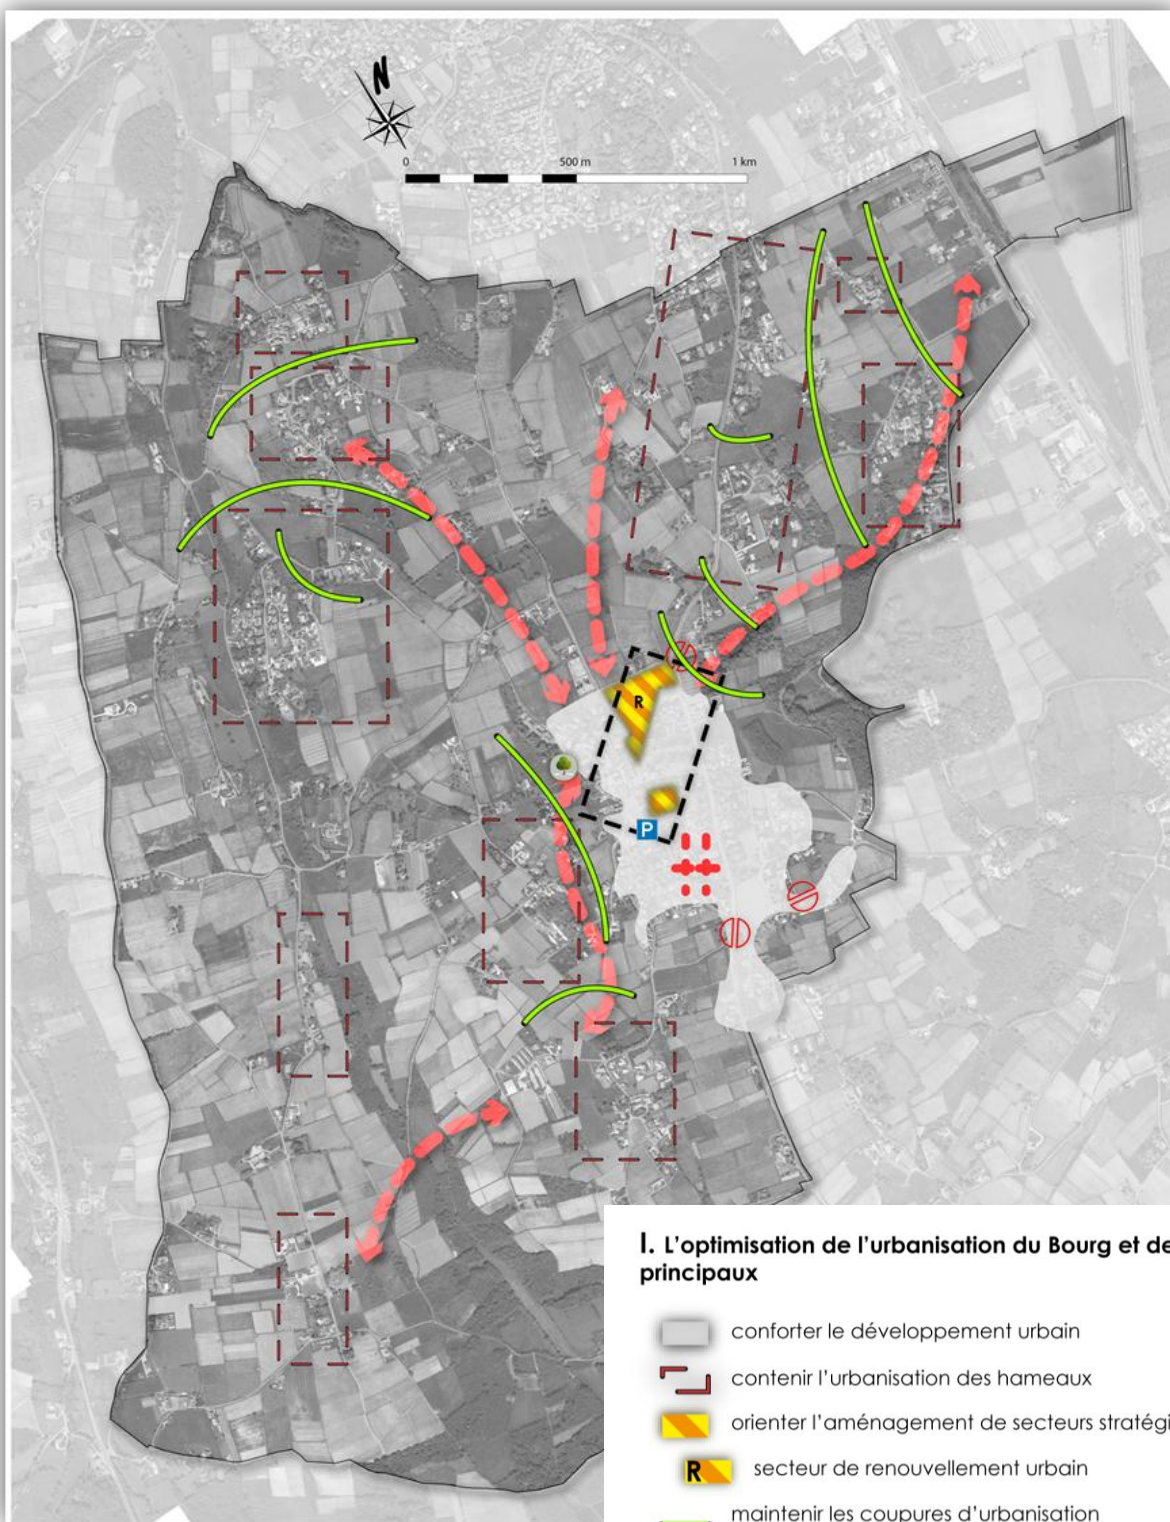 N
0 500 m 1 km
R
P
I. L'optimisation de l'urbanisation du Bourg et de
principaux
conforter le développement urbain
contenir l'urbanisation des hameaux
orienter l'aménagement de secteurs stratégi
R secteur de renouvellement urbain
maintenir les coupures d'urbanisation